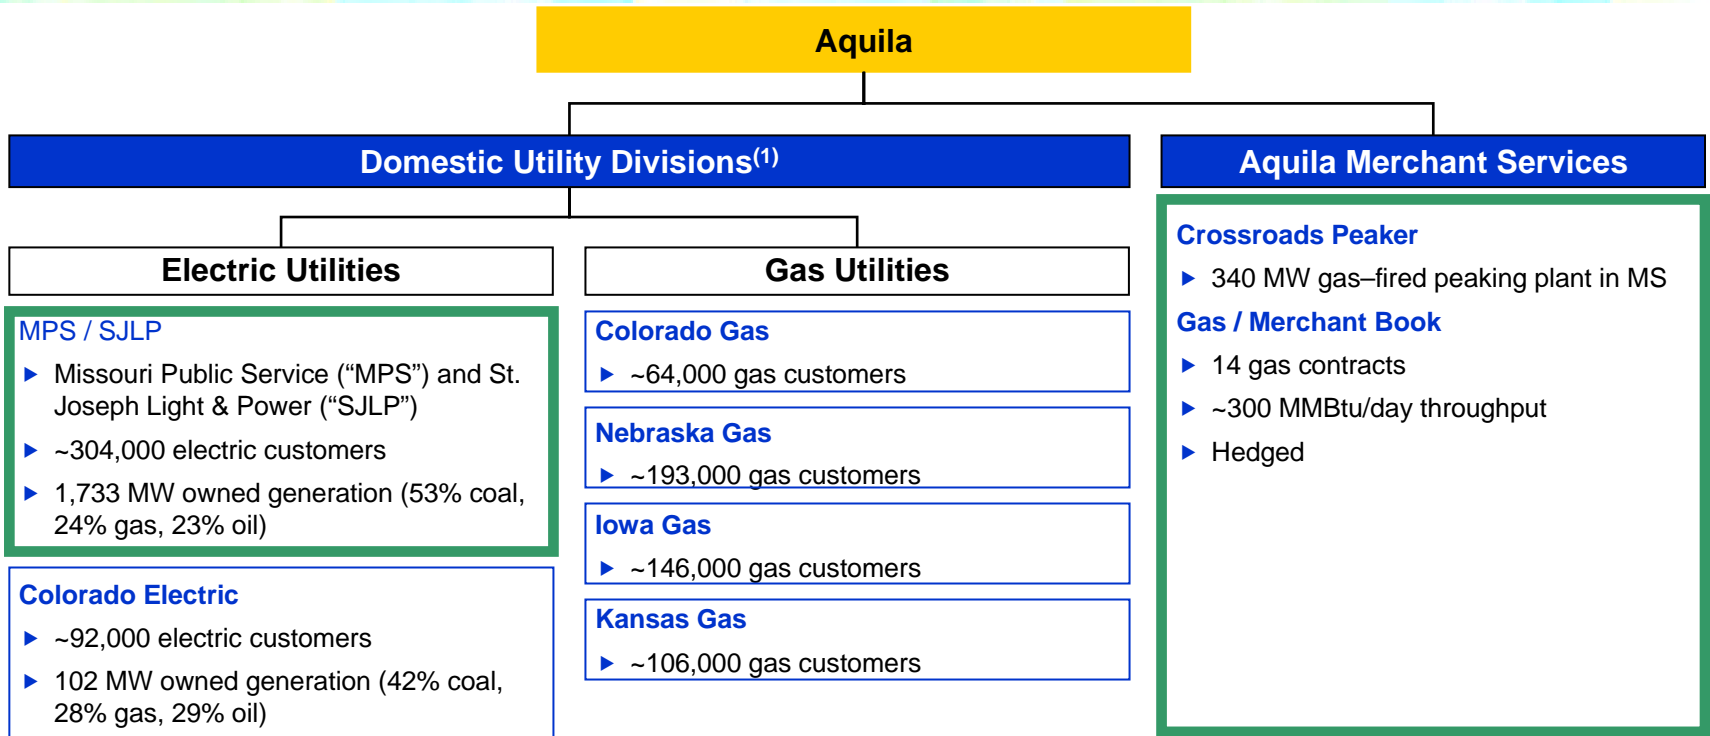 Aquila
Domestic Utility Divisions(1)
Aquila Merchant Services
Electric Utilities
Gas Utilities
MPS / SJLP
► Missouri Public Service (“MPS”) and St.
Joseph Light & Power (“SJLP”)
► ~304,000 electric customers
► 1,733 MW owned generation (53% coal,
24% gas, 23% oil)
Colorado Electric
► ~92,000 electric customers
► 102 MW owned generation (42% coal,
28% gas, 29% oil)
Colorado Gas
► ~64,000 gas customers
Nebraska Gas
► ~193,000 gas customers
Iowa Gas
► ~146,000 gas customers
Kansas Gas
► ~106,000 gas customers
Crossroads Peaker
► 340 MW gas–fired peaking plant in MS
Gas / Merchant Book
► 14 gas contracts
► ~300 MMBtu/day throughput
► Hedged